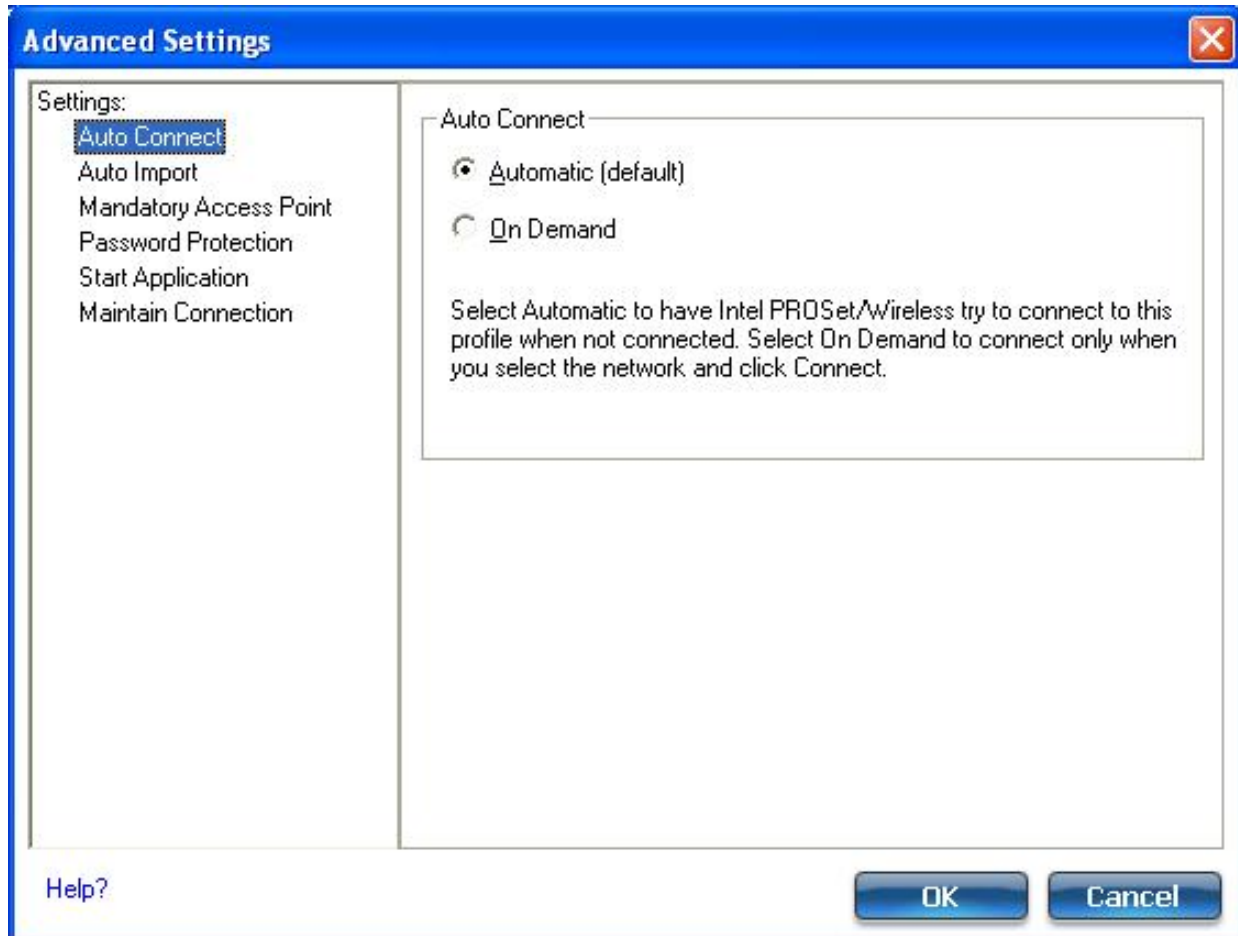 Advanced Settings
Settings:
Auto Connect
Auto Import
Mandatory Access Point
Password Protection
Start Application
Maintain Connection
Auto Connect
Automatic (default)
On Demand
Select Automatic to have Intel PROSet/Wireless try to connect to this
profile when not connected. Select On Demand to connect only when
you select the network and click Connect.
Help?
OK
Cancel